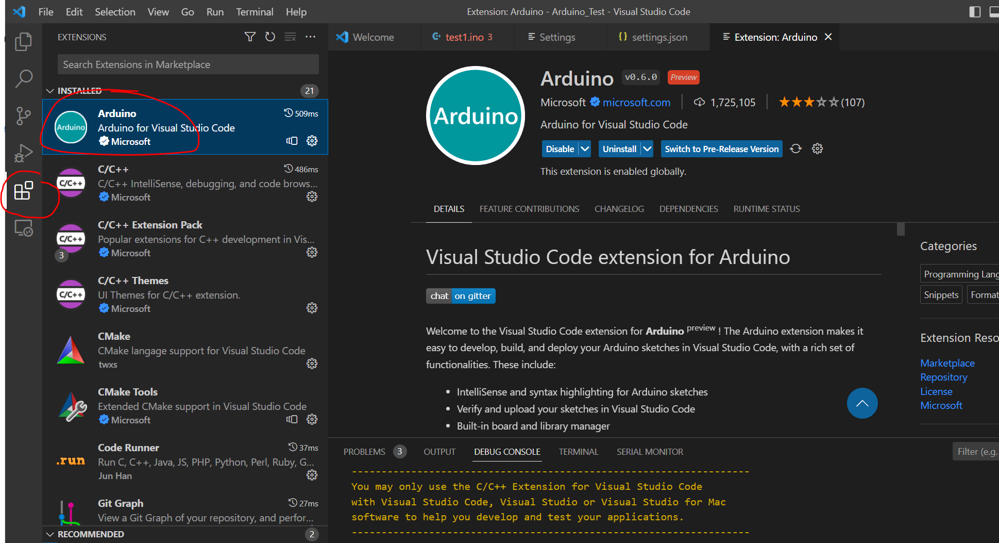 File Edit Selection View Go Run Terminal Help
Extension: Arduino - Arduino_Test - Visual Studio Code
EXTENSIONS
Search Extensions in Marketplace
INSTALLED 21
Arduino
Arduino 509ms
Arduino for Visual Studio Code
Microsoft
C/C++
C/C++ 486ms
C/C++ IntelliSense, debugging, and code brows...
Microsoft
C/C++
3
C/C++ Extension Pack
Popular extensions for C++ development in Vis...
Microsoft
C/C++
C/C++ Themes
UI Themes for C/C++ extension.
Microsoft
CMake
CMake langage support for Visual Studio Code
twxs
CMake Tools
Extended CMake support in Visual Studio Code
Microsoft
.run
Code Runner 37ms
Run C, C++, Java, JS, PHP, Python, Perl, Ruby, G...
Jun Han
Git Graph 27ms
View a Git Graph of your repository, and perfor...
RECOMMENDED 2
Welcome test1.ino 3 Settings {} settings.json Extension: Arduino
Arduino
Arduino v0.6.0 Preview
Microsoft microsoft.com 1,725,105 (107)
Arduino for Visual Studio Code
Disable Uninstall Switch to Pre-Release Version
This extension is enabled globally.
DETAILS FEATURE CONTRIBUTIONS CHANGELOG DEPENDENCIES RUNTIME STATUS
Visual Studio Code extension for Arduino
chat on gitter
Welcome to the Visual Studio Code extension for Arduino preview ! The Arduino extension makes it
easy to develop, build, and deploy your Arduino sketches in Visual Studio Code, with a rich set of
functionalities. These include:
• IntelliSense and syntax highlighting for Arduino sketches
• Verify and upload your sketches in Visual Studio Code
• Built-in board and library manager
Categories
Programming Lang
Snippets Format
Extension Reso
Marketplace
Repository
License
Microsoft
PROBLEMS 3 OUTPUT DEBUG CONSOLE TERMINAL SERIAL MONITOR Filter (e.g.
-------------------------------------------------------------------
You may only use the C/C++ Extension for Visual Studio Code
with Visual Studio Code, Visual Studio or Visual Studio for Mac
software to help you develop and test your applications.
-------------------------------------------------------------------